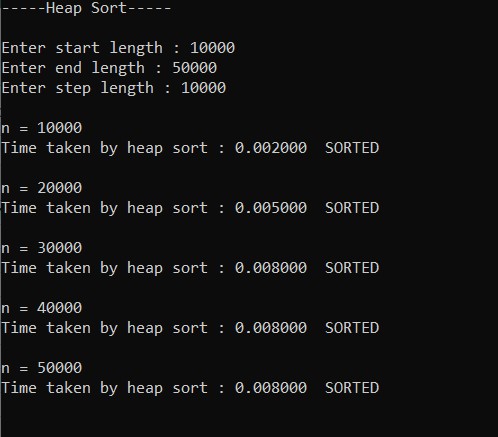 -----Heap Sort-----
Enter start length : 10000
Enter end length : 50000
Enter step length : 10000
n = 10000
Time taken by heap sort : 0.002000  SORTED
n = 20000
Time taken by heap sort : 0.005000  SORTED
n = 30000
Time taken by heap sort : 0.008000  SORTED
n = 40000
Time taken by heap sort : 0.008000  SORTED
n = 50000
Time taken by heap sort : 0.008000  SORTED